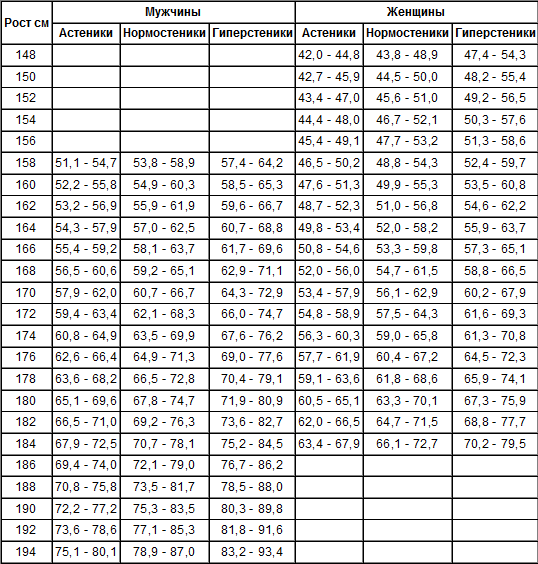 Рост см Мужчины Женщины
Астеники Нормостеники Гиперстеники Астеники Нормостеники Гиперстеники
148 42,0 - 44,8 43,8 - 48,9 47,4 - 54,3
150 42,7 - 45,9 44,5 - 50,0 48,2 - 55,4
152 43,4 - 47,0 45,6 - 51,0 49,2 - 56,5
154 44,4 - 48,0 46,7 - 52,1 50,3 - 57,6
156 45,4 - 49,1 47,7 - 53,2 51,3 - 58,6
158 51,1 - 54,7 53,8 - 58,9 57,4 - 64,2 46,5 - 50,2 48,8 - 54,3 52,4 - 59,7
160 52,2 - 55,8 54,9 - 60,3 58,5 - 65,3 47,6 - 51,3 49,9 - 55,3 53,5 - 60,8
162 53,2 - 56,9 55,9 - 61,9 59,6 - 66,7 48,7 - 52,3 51,0 - 56,8 54,6 - 62,2
164 54,3 - 57,9 57,0 - 62,5 60,7 - 68,8 49,8 - 53,4 52,0 - 58,2 55,9 - 63,7
166 55,4 - 59,2 58,1 - 63,7 61,7 - 69,6 50,8 - 54,6 53,3 - 59,8 57,3 - 65,1
168 56,5 - 60,6 59,2 - 65,1 62,9 - 71,1 52,0 - 56,0 54,7 - 61,5 58,8 - 66,5
170 57,9 - 62,0 60,7 - 66,7 64,3 - 72,9 53,4 - 57,9 56,1 - 62,9 60,2 - 67,9
172 59,4 - 63,4 62,1 - 68,3 66,0 - 74,7 54,8 - 58,9 57,5 - 64,3 61,6 - 69,3
174 60,8 - 64,9 63,5 - 69,9 67,6 - 76,2 56,3 - 60,3 59,0 - 65,8 61,3 - 70,8
176 62,6 - 66,4 64,9 - 71,3 69,0 - 77,6 57,7 - 61,9 60,4 - 67,2 64,5 - 72,3
178 63,6 - 68,2 66,5 - 72,8 70,4 - 79,1 59,1 - 63,6 61,8 - 68,6 65,9 - 74,1
180 65,1 - 69,6 67,8 - 74,7 71,9 - 80,9 60,5 - 65,1 63,3 - 70,1 67,3 - 75,9
182 66,5 - 71,0 69,2 - 76,3 73,6 - 82,7 62,0 - 66,5 64,7 - 71,5 68,8 - 77,7
184 67,9 - 72,5 70,7 - 78,1 75,2 - 84,5 63,4 - 67,9 66,1 - 72,7 70,2 - 79,5
186 69,4 - 74,0 72,1 - 79,0 76,7 - 86,2
188 70,8 - 75,8 73,5 - 81,7 78,5 - 88,0
190 72,2 - 77,2 75,3 - 83,5 80,3 - 89,8
192 73,6 - 78,6 77,1 - 85,3 81,8 - 91,6
194 75,1 - 80,1 78,9 - 87,0 83,2 - 93,4